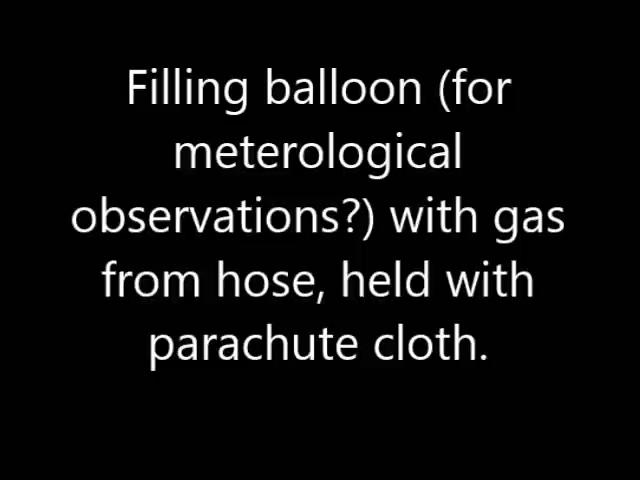 Filling balloon (for
meterological
observations?) with gas
from hose, held with
parachute cloth.